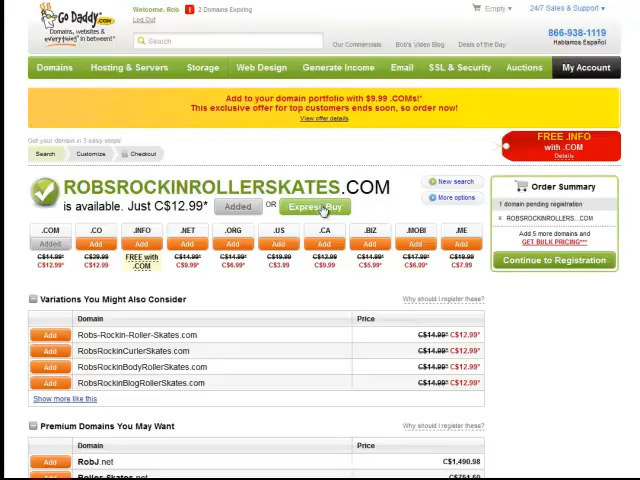 Go Daddy.com
Domains, websites &
everything* in between!™
Welcome, Rob
2 Domains Expiring
Log Out
Empty
24/7 Sales & Support
Search
Our Commercials
Bob's Video Blog
Deals of the Day
866-938-1119
Hablamos Español
Domains
Hosting & Servers
Storage
Web Design
Generate Income
Email
SSL & Security
Auctions
My Account
Add to your domain portfolio with $9.99 .COMs!*
This exclusive offer for top customers ends soon, so order now!
View offer details
Get your domain in 3 easy steps!
Search
Customize
Checkout
FREE .INFO
with .COM
Details
ROBSROCKINROLLERSKATES.COM
is available. Just C$12.99*
Added
OR
Express Buy
New search
More options
Order Summary
1 domain pending registration
x ROBSROCKINROLLERS...COM
Add 5 more domains and
GET BULK PRICING***
Continue to Registration
.COM .CO .INFO .NET .ORG .US .CA .BIZ .MOBI .ME
Added Add Add Add Add Add Add Add Add Add
C$14.99* C$29.99 FREE with C$14.99* C$14.99* C$19.99 C$12.99 C$14.99* C$17.99* C$19.99
C$12.99* C$12.99 .COM C$9.99* C$6.99* C$3.99 C$9.99 C$5.99* C$6.99* C$7.99
Variations You Might Also Consider
Why should I register these?
Domain Price
Add Robs-Rockin-Roller-Skates.com C$14.99* C$12.99*
Add RobsRockinCurlerSkates.com C$14.99* C$12.99*
Add RobsRockinBodyRollerSkates.com C$14.99* C$12.99*
Add RobsRockinBlogRollerSkates.com C$14.99* C$12.99*
Show more like this
Premium Domains You May Want
Why should I register these?
Domain Price
Add RobJ.net C$1,490.98
Roller-Skates.net C$751.50